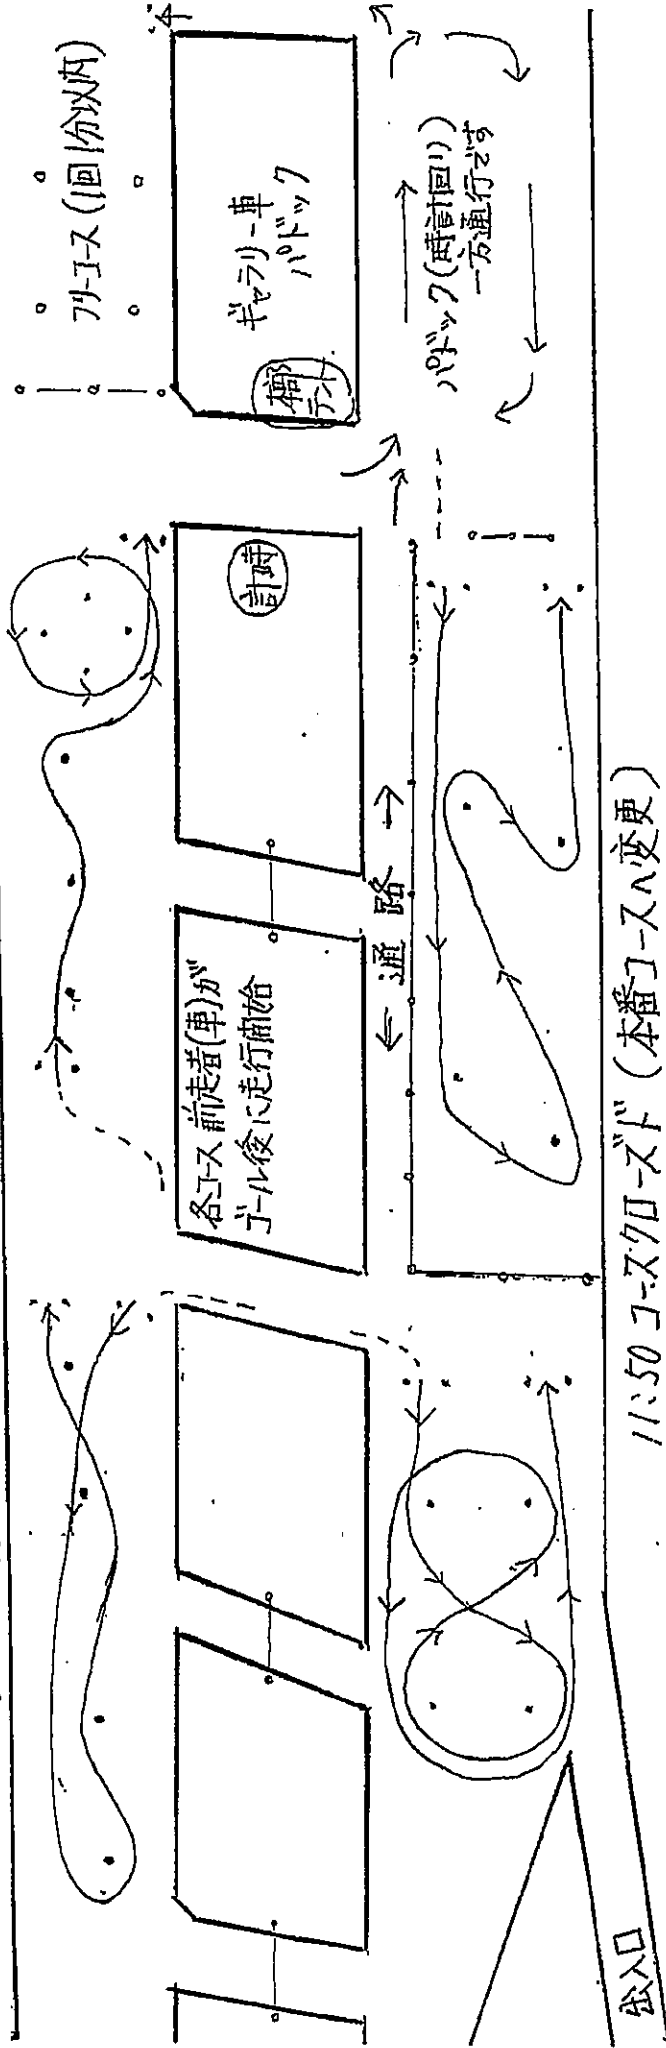 フリーコース(1回1分以内)
ギャラリー車
パドック
本部
テント
パドック(時計回り)
一方通行です
計時
各コース前走者(車)が
ゴール後に走行開始
← 通路 →
11:50 コースクローズド (本番コースへ変更)
出入口